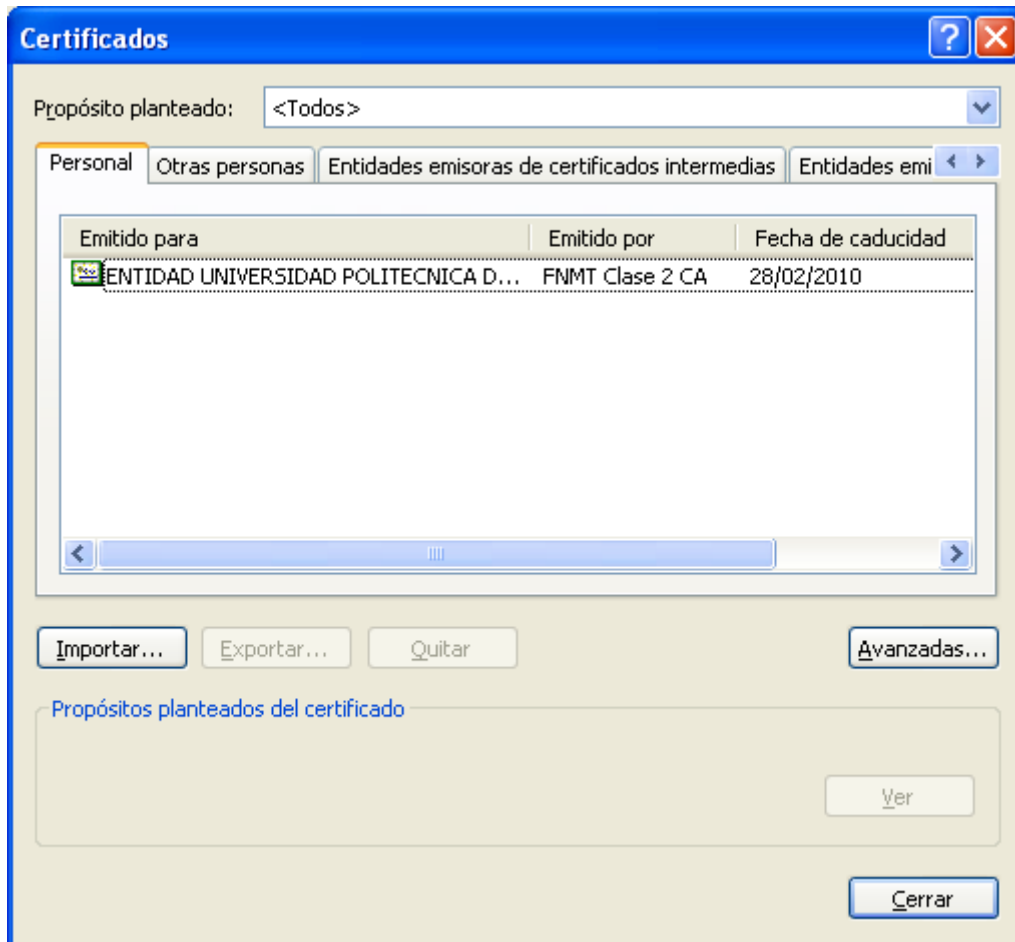 Certificados
Propósito planteado: <Todos>
Personal Otras personas Entidades emisoras de certificados intermedias Entidades emi
Emitido para Emitido por Fecha de caducidad
ENTIDAD UNIVERSIDAD POLITECNICA D... FNMT Clase 2 CA 28/02/2010
Importar... Exportar... Quitar Avanzadas...
Propósitos planteados del certificado
Ver
Cerrar